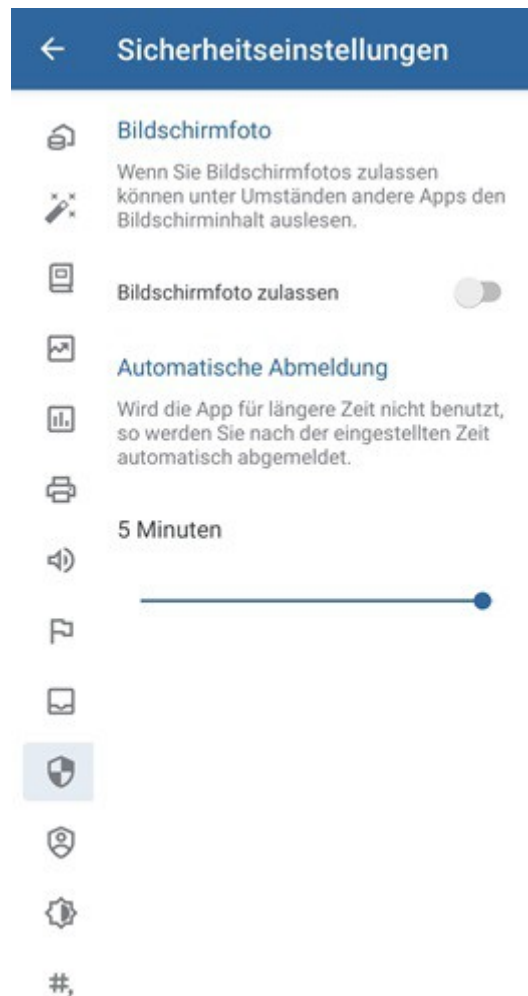 Sicherheitseinstellungen
Bildschirmfoto
Wenn Sie Bildschirmfotos zulassen
können unter Umständen andere Apps den
Bildschirminhalt auslesen.
Bildschirmfoto zulassen
Automatische Abmeldung
Wird die App für längere Zeit nicht benutzt,
so werden Sie nach der eingestellten Zeit
automatisch abgemeldet.
5 Minuten